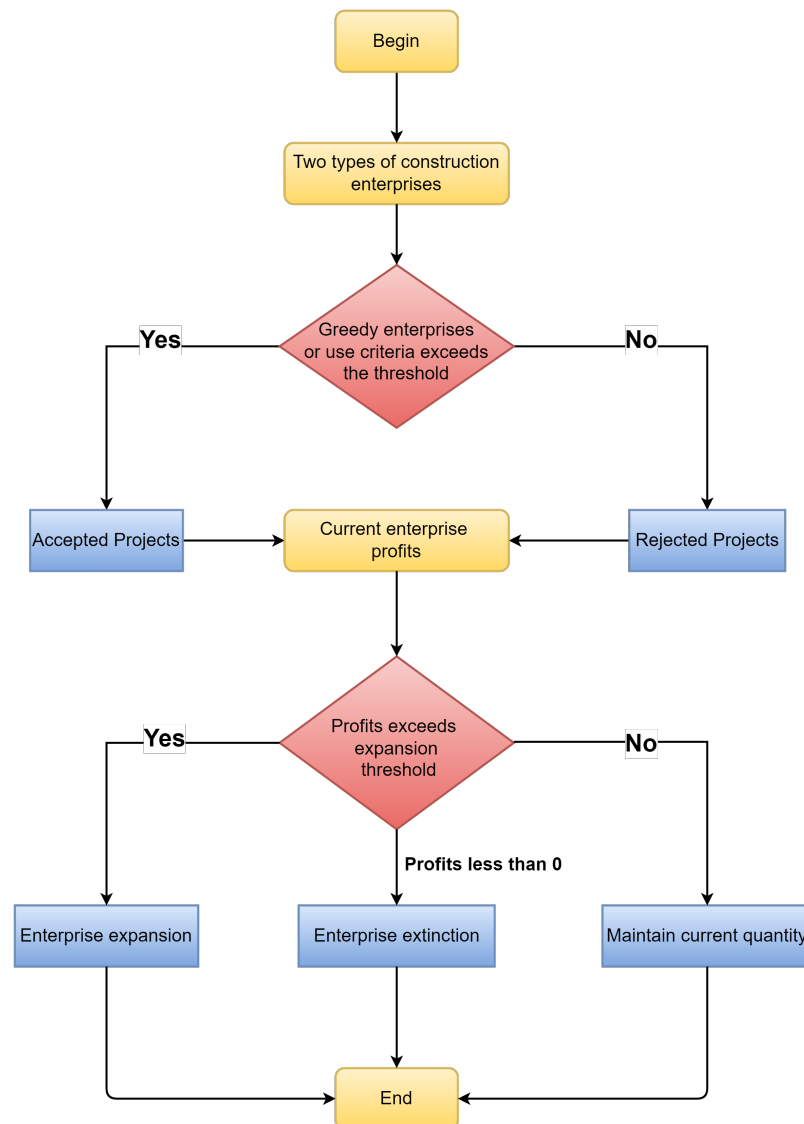 Begin
Two types of construction
enterprises
Greedy enterprises
or use criteria exceeds
the threshold
Yes
No
Accepted Projects
Current enterprise
profits
Rejected Projects
Profits exceeds
expansion
threshold
Yes
No
Profits less than 0
Enterprise expansion
Enterprise extinction
Maintain current quantity
End